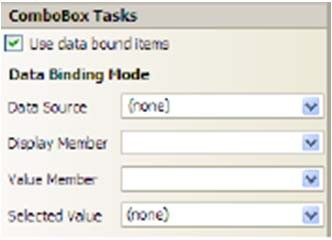 ComboBox Tasks
Use data bound items
Data Binding Mode
Data Source (none)
Display Member
Value Member
Selected Value (none)